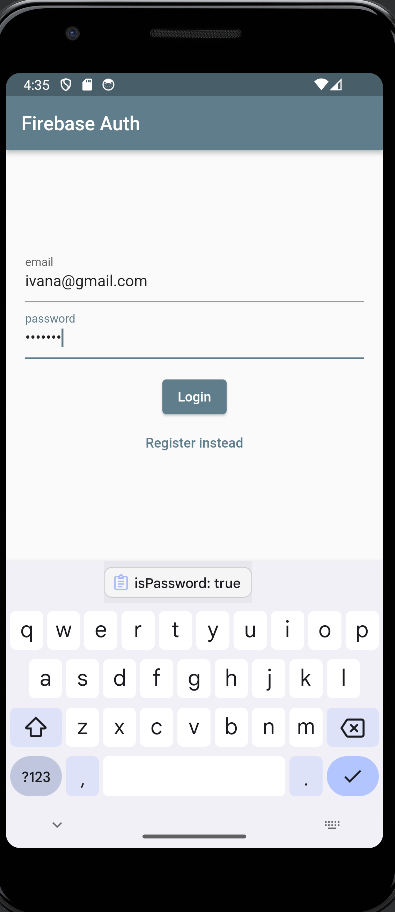 4:35
Firebase Auth
email
ivana@gmail.com
password
•••••••
Login
Register instead
isPassword: true
q w e r t y u i o p
a s d f g h j k l
z x c v b n m
?123 , .